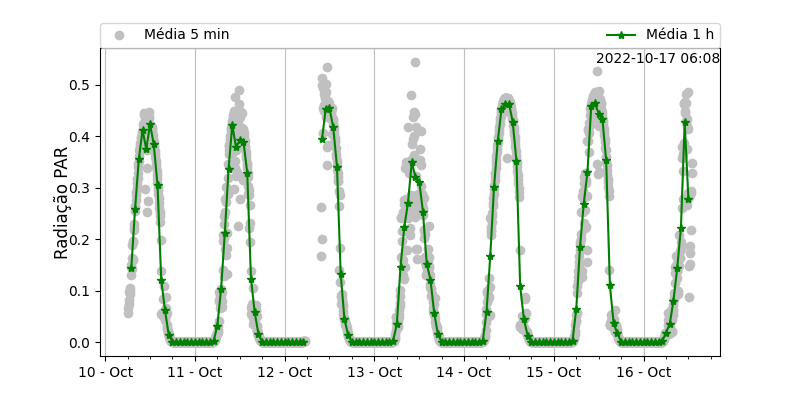 Média 5 min
Média 1 h
2022-10-17 06:08
Radiação PAR
0.5
0.4
0.3
0.2
0.1
0.0
10 - Oct
11 - Oct
12 - Oct
13 - Oct
14 - Oct
15 - Oct
16 - Oct